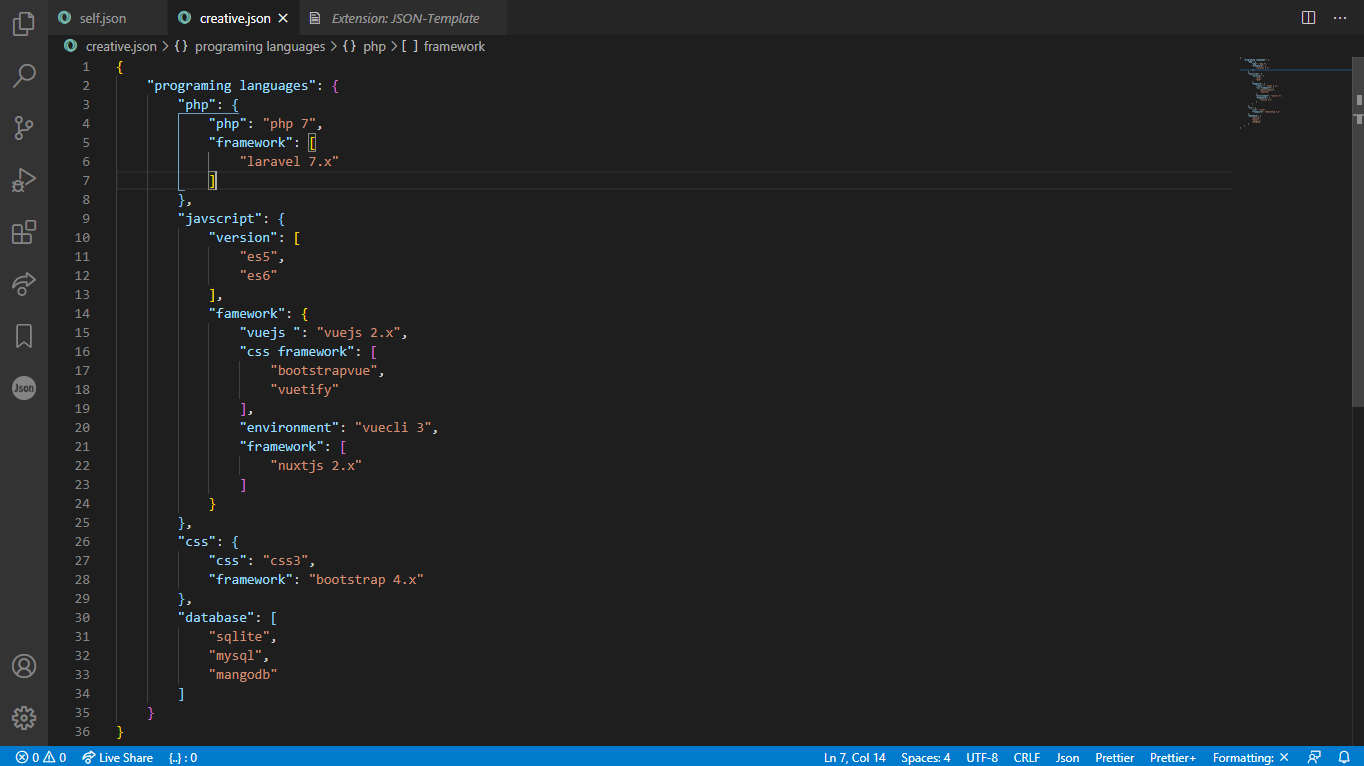 self.json
creative.json
Extension: JSON-Template
creative.json > {} programing languages > {} php > [ ] framework
1 {
2 "programing languages": {
3 "php": {
4 "php": "php 7",
5 "framework": [
6 "laravel 7.x"
7 ]
8 },
9 "javscript": {
10 "version": [
11 "es5",
12 "es6"
13 ],
14 "famework": {
15 "vuejs ": "vuejs 2.x",
16 "css framework": [
17 "bootstrapvue",
18 "vuetify"
19 ],
20 "environment": "vuecli 3",
21 "framework": [
22 "nuxtjs 2.x"
23 ]
24 }
25 },
26 "css": {
27 "css": "css3",
28 "framework": "bootstrap 4.x"
29 },
30 "database": [
31 "sqlite",
32 "mysql",
33 "mangodb"
34 ]
35 }
36 }
Json
0 0 Live Share {..} : 0 Ln 7, Col 14 Spaces: 4 UTF-8 CRLF Json Prettier Prettier+ Formatting: ×